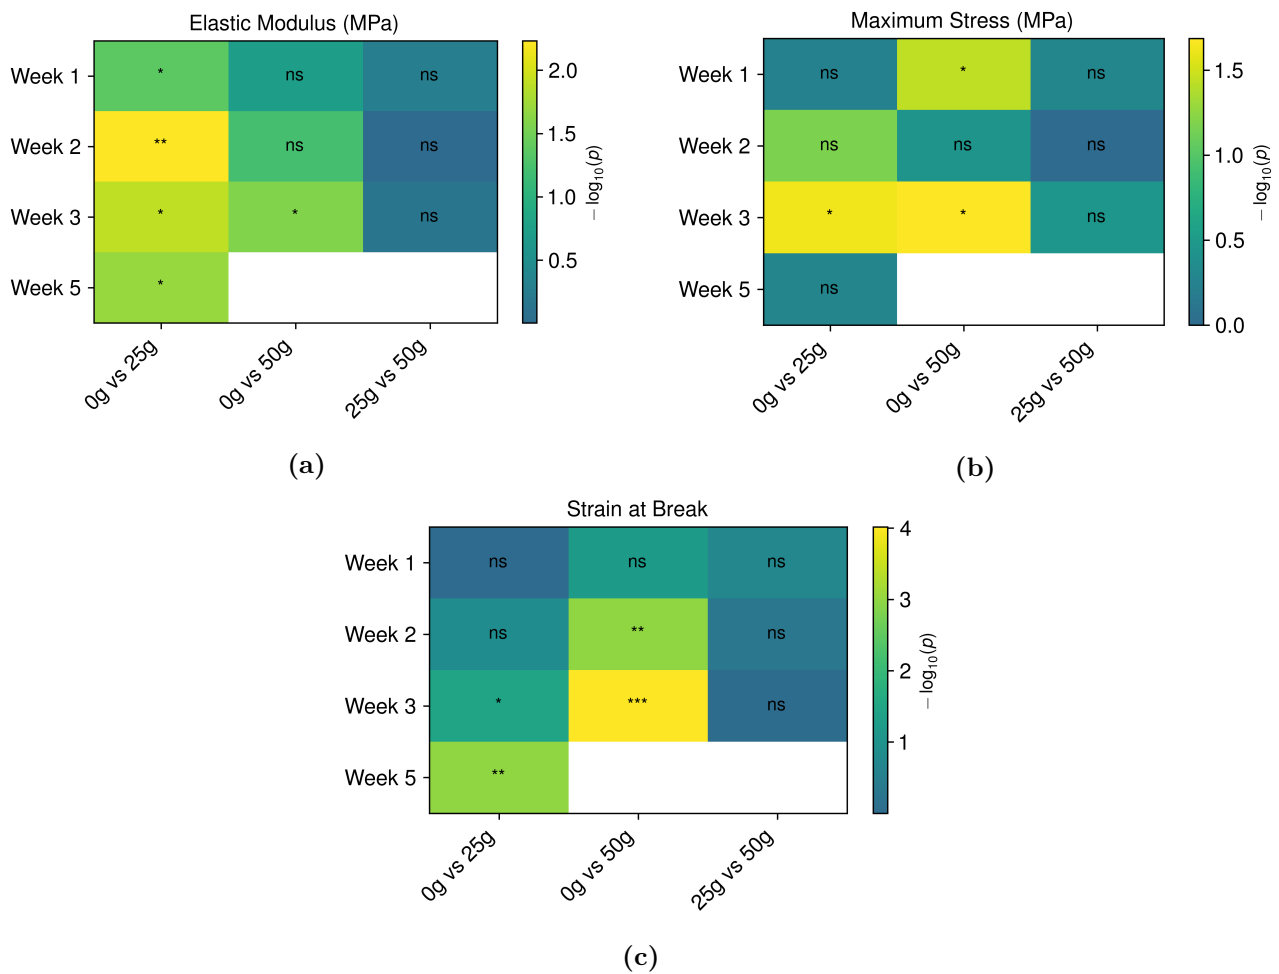 Elastic Modulus (MPa)
Week 1 * ns ns
Week 2 ** ns ns
Week 3 * * ns
Week 5 *
0g vs 25g 0g vs 50g 25g vs 50g
2.0
1.5
1.0
0.5
− log10(p)
(a)
Maximum Stress (MPa)
Week 1 ns * ns
Week 2 ns ns ns
Week 3 * * ns
Week 5 ns
0g vs 25g 0g vs 50g 25g vs 50g
1.5
1.0
0.5
0.0
− log10(p)
(b)
Strain at Break
Week 1 ns ns ns
Week 2 ns ** ns
Week 3 * *** ns
Week 5 **
0g vs 25g 0g vs 50g 25g vs 50g
4
3
2
1
− log10(p)
(c)